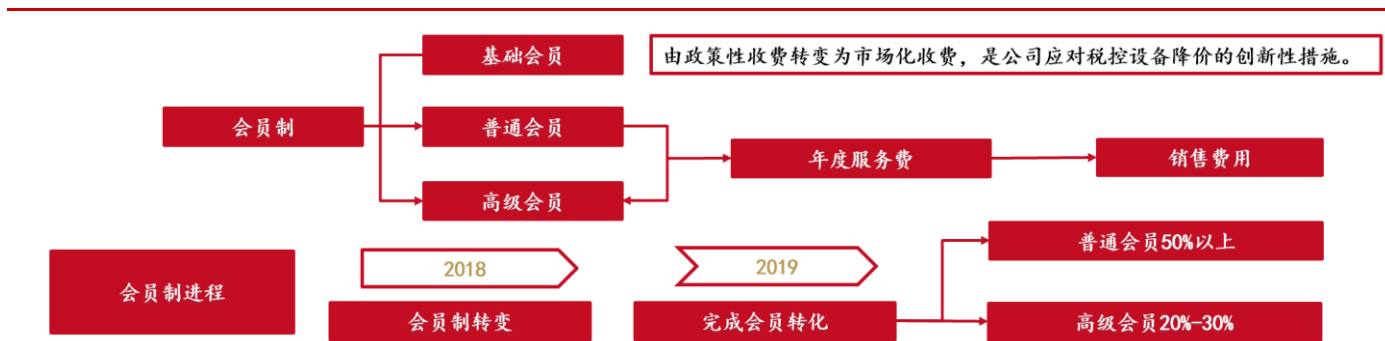 基础会员
由政策性收费转变为市场化收费，是公司应对税控设备降价的创新性措施。
会员制
普通会员
年度服务费
销售费用
高级会员
会员制进程
2018
2019
普通会员50%以上
会员制转变
完成会员转化
高级会员20%-30%